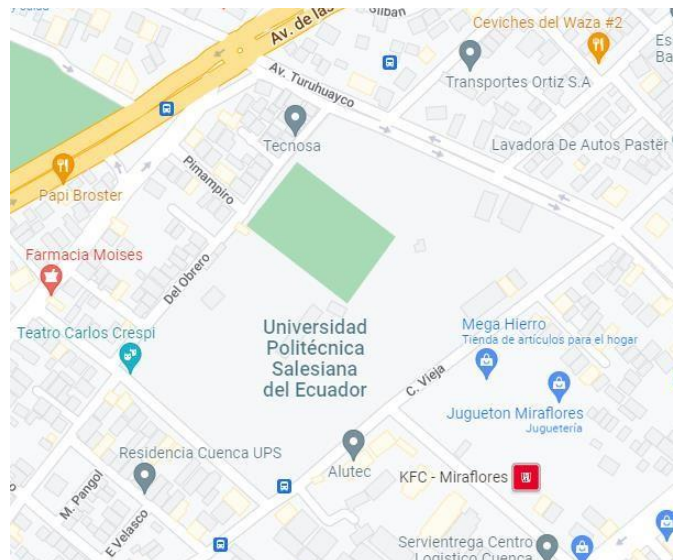 Ceviches del Waza #2
Av. de las
Av. Turuhuayco
Transportes Ortiz S.A
Tecnosa
Lavadora De Autos Paster
Pimampiro
Papi Broster
Farmacia Moises
Del Obrero
Teatro Carlos Crespi
Universidad
Politécnica
Salesiana
del Ecuador
Mega Hierro
Tienda de artículos para el hogar
C. Vieja
Jugueton Miraflores
Juguetería
Residencia Cuenca UPS
Alutec
KFC - Miraflores
M. Pangol
E Velasco
Servientrega Centro
Logistico Cuenca